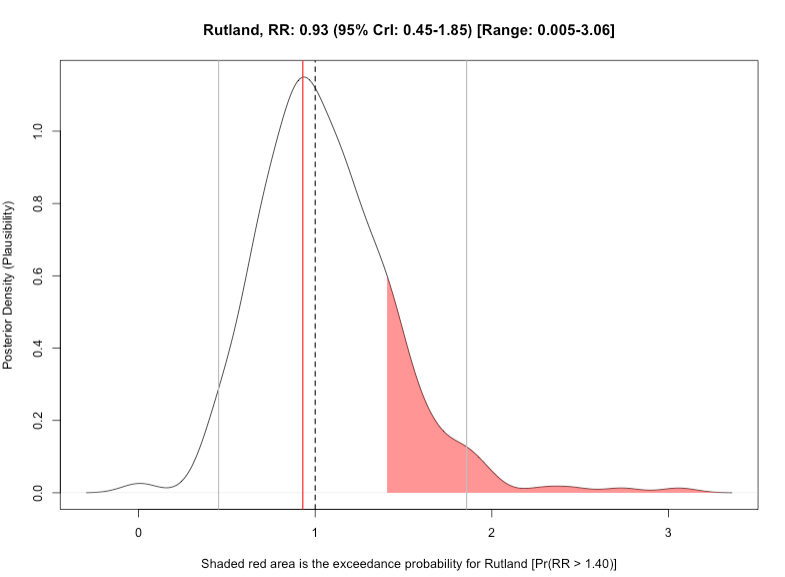 Rutland, RR: 0.93 (95% CrI: 0.45-1.85) [Range: 0.005-3.06]
Posterior Density (Plausibility)
1.0
0.8
0.6
0.4
0.2
0.0
0 1 2 3
Shaded red area is the exceedance probability for Rutland [Pr(RR > 1.40)]